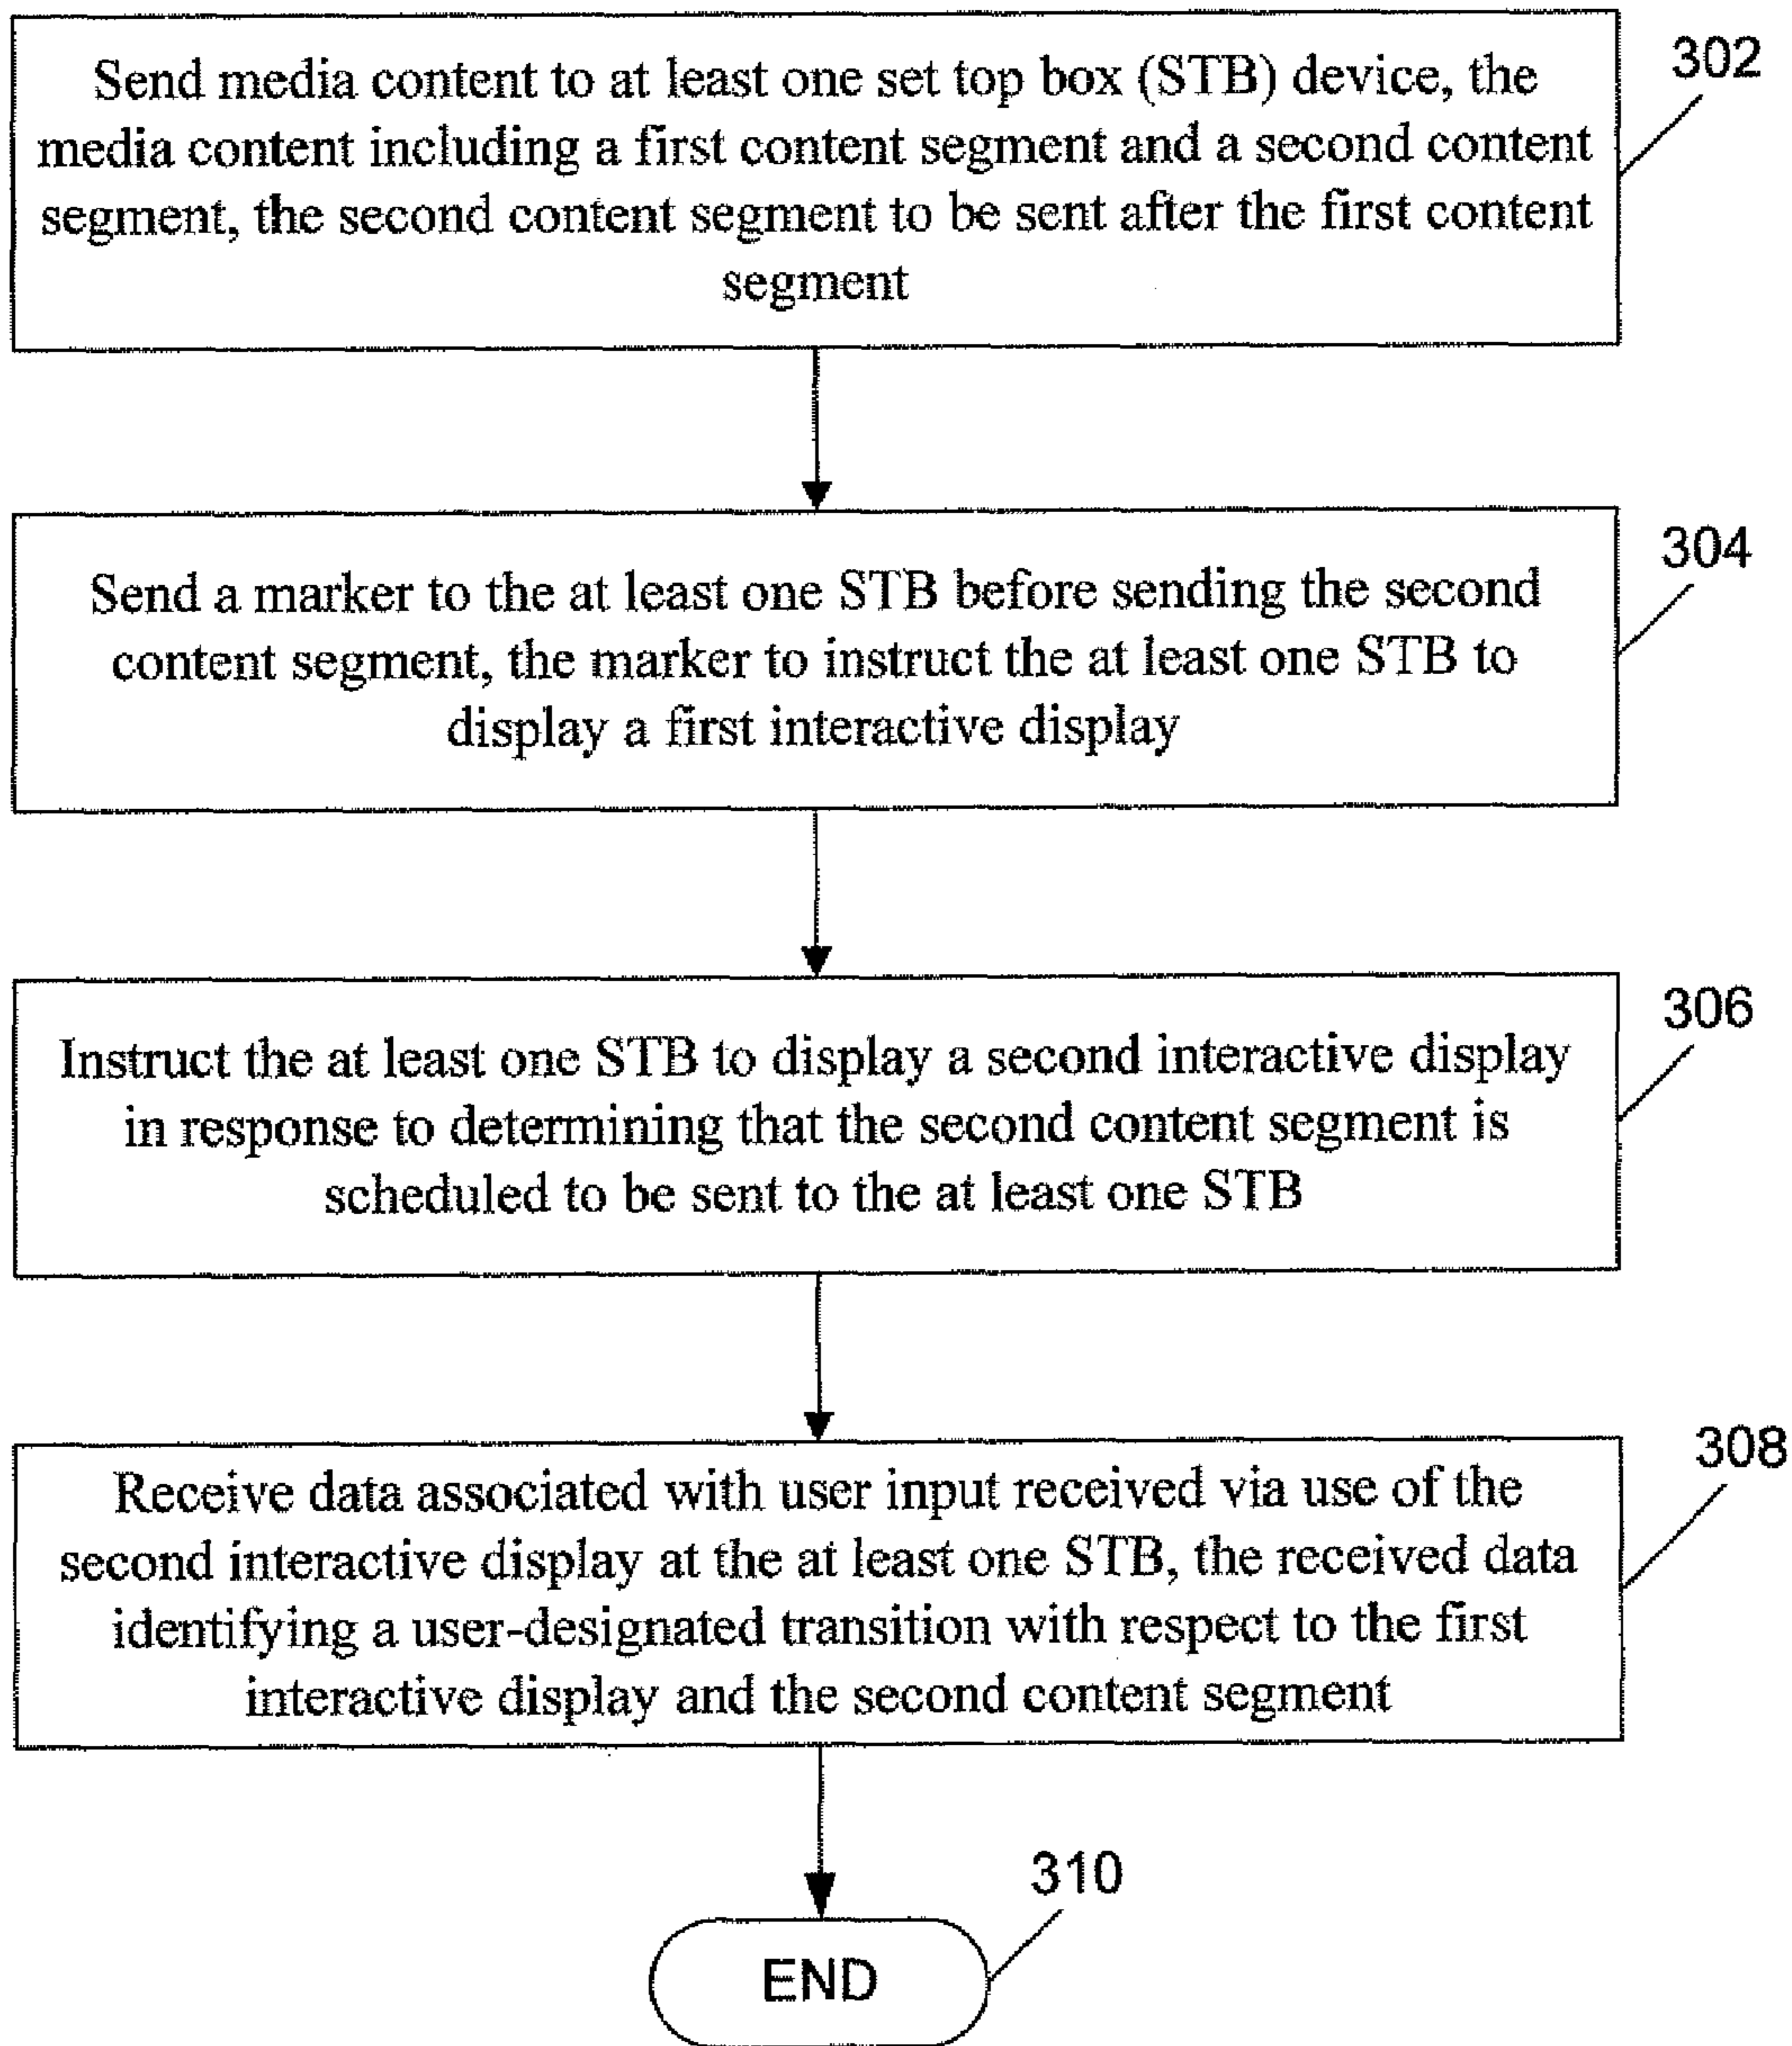 Send media content to at least one set top box (STB) device, the
media content including a first content segment and a second content
segment, the second content segment to be sent after the first content
segment
302
Send a marker to the at least one STB before sending the second
content segment, the marker to instruct the at least one STB to
display a first interactive display
304
Instruct the at least one STB to display a second interactive display
in response to determining that the second content segment is
scheduled to be sent to the at least one STB
306
Receive data associated with user input received via use of the
second interactive display at the at least one STB, the received data
identifying a user-designated transition with respect to the first
interactive display and the second content segment
308
END
310